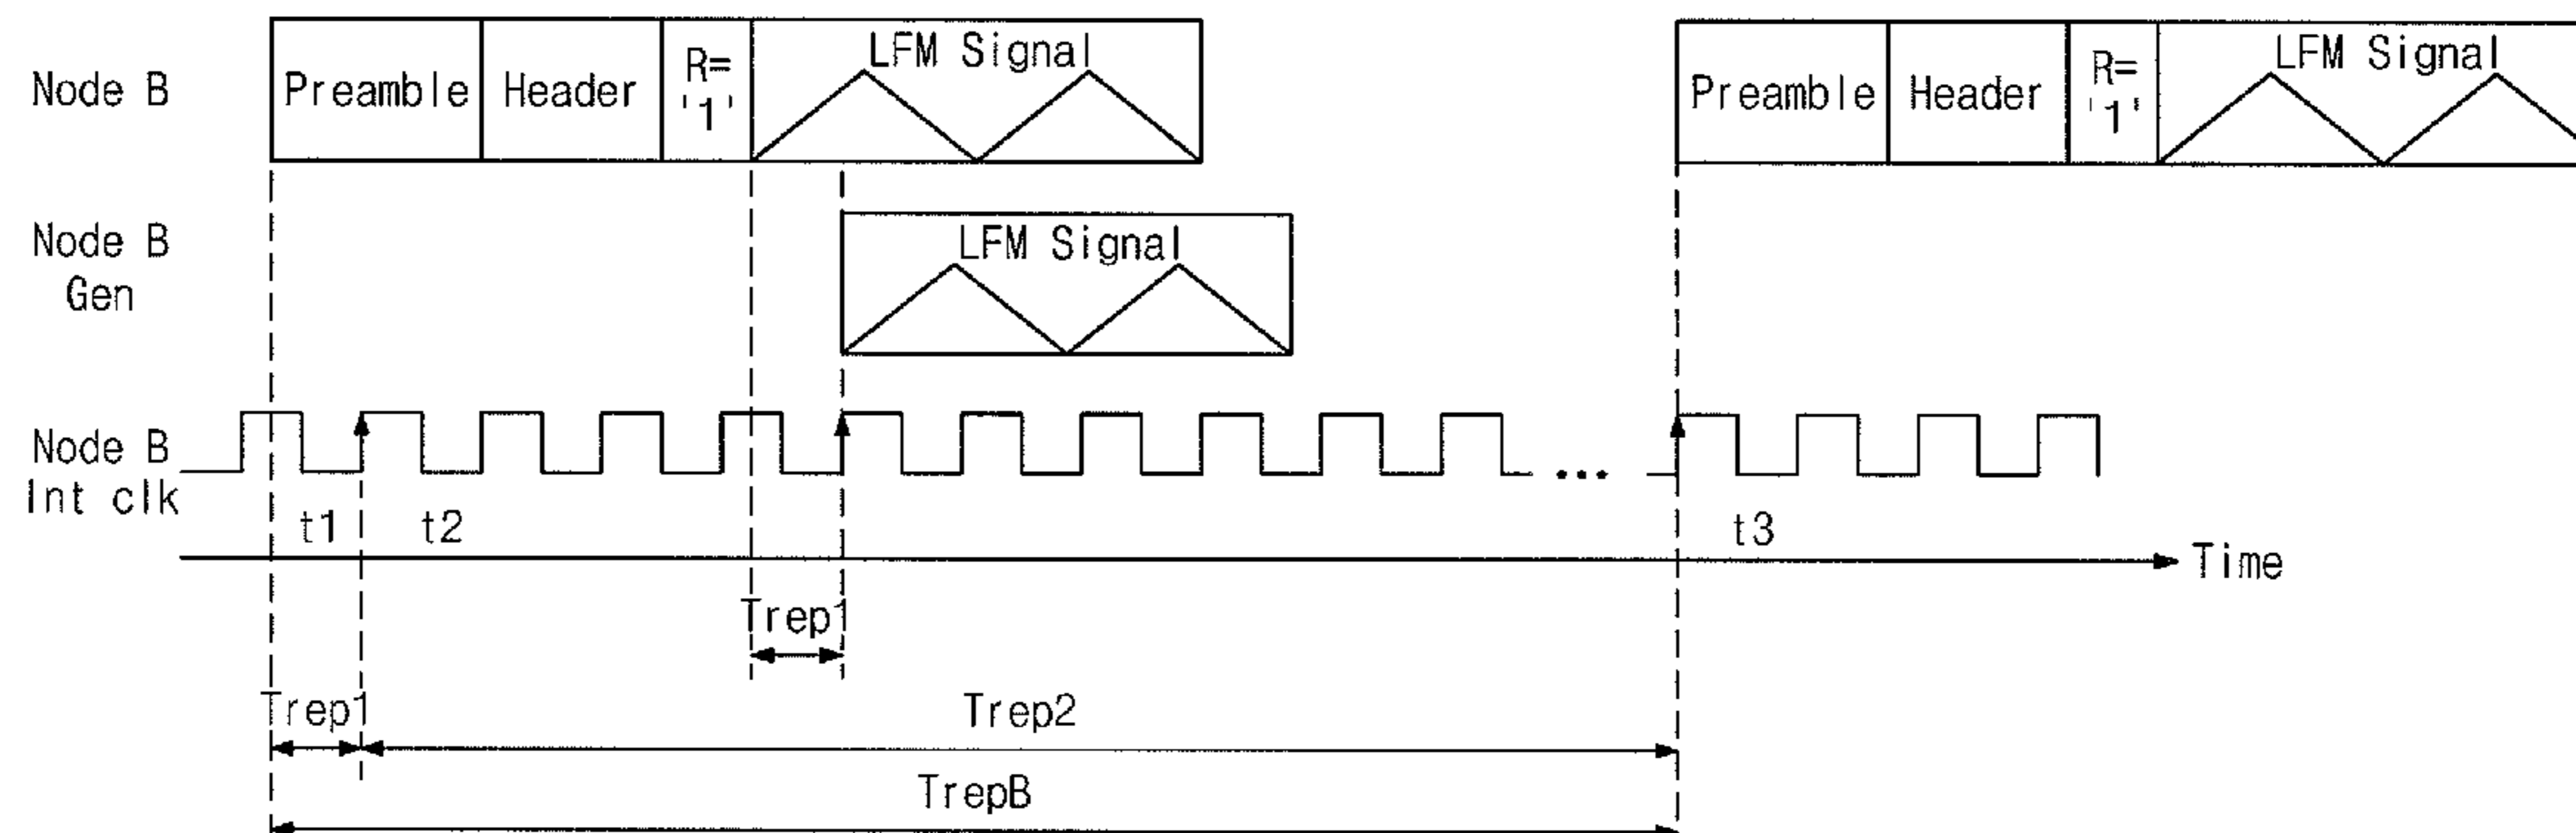 Node B
Preamble
Header
R=
'1'
LFM Signal
Preamble
Header
R=
'1'
LFM Signal
Node B
Gen
LFM Signal
Node B
Int clk
...
t1
t2
t3
Time
Trep1
Trep1
Trep2
TrepB